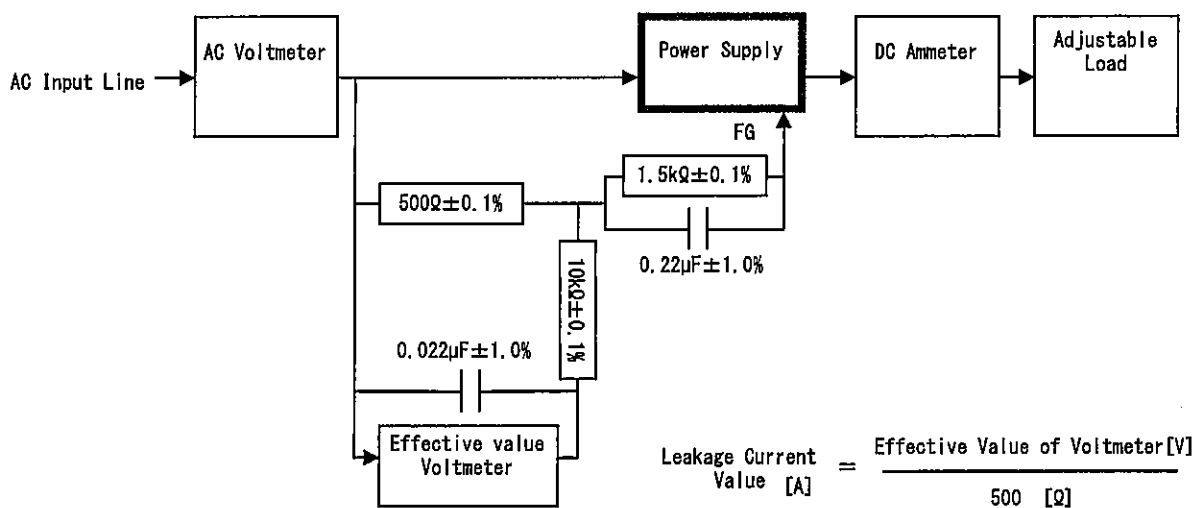 AC Voltmeter
Power Supply
DC Ammeter
Adjustable
Load
AC Input Line
FG
1.5kΩ±0.1%
500Ω±0.1%
0.22μF±1.0%
10kΩ±0.1%
0.022μF±1.0%
Effective value
Voltmeter
Leakage Current
Value [A]
=
Effective Value of Voltmeter[V]
500 [Ω]